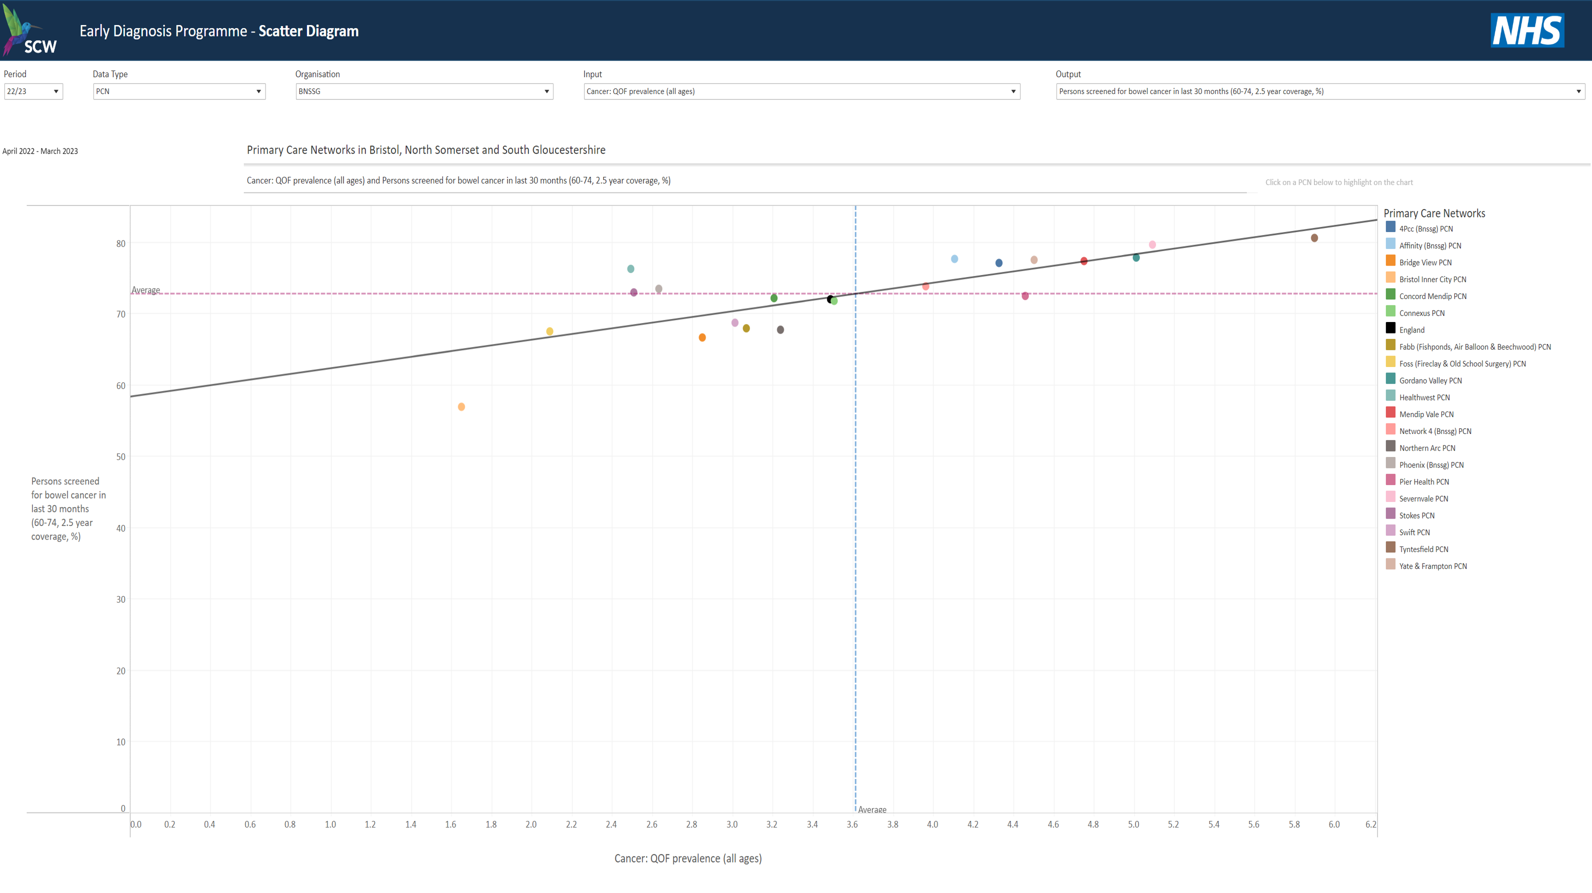 SCW
Early Diagnosis Programme - Scatter Diagram
NHS
Period
Data Type
Organisation
Input
Output
22/23
PCN
BNSSG
Cancer: QOF prevalence (all ages)
Persons screened for bowel cancer in last 30 months (60-74, 2.5 year coverage, %)
April 2022 - March 2023
Primary Care Networks in Bristol, North Somerset and South Gloucestershire
Cancer: QOF prevalence (all ages) and Persons screened for bowel cancer in last 30 months (60-74, 2.5 year coverage, %)
Click on a PCN below to highlight on the chart
Persons screened
for bowel cancer in
last 30 months
(60-74, 2.5 year
coverage, %)
80
70
60
50
40
30
20
10
0
Average
Average
0.0 0.2 0.4 0.6 0.8 1.0 1.2 1.4 1.6 1.8 2.0 2.2 2.4 2.6 2.8 3.0 3.2 3.4 3.6 3.8 4.0 4.2 4.4 4.6 4.8 5.0 5.2 5.4 5.6 5.8 6.0 6.2
Cancer: QOF prevalence (all ages)
Primary Care Networks
4Pcc (Bnssg) PCN
Affinity (Bnssg) PCN
Bridge View PCN
Bristol Inner City PCN
Concord Mendip PCN
Connexus PCN
England
Fabb (Fishponds, Air Balloon & Beechwood) PCN
Foss (Fireclay & Old School Surgery) PCN
Gordano Valley PCN
Healthwest PCN
Mendip Vale PCN
Network 4 (Bnssg) PCN
Northern Arc PCN
Phoenix (Bnssg) PCN
Pier Health PCN
Severnvale PCN
Stokes PCN
Swift PCN
Tyntesfield PCN
Yate & Frampton PCN